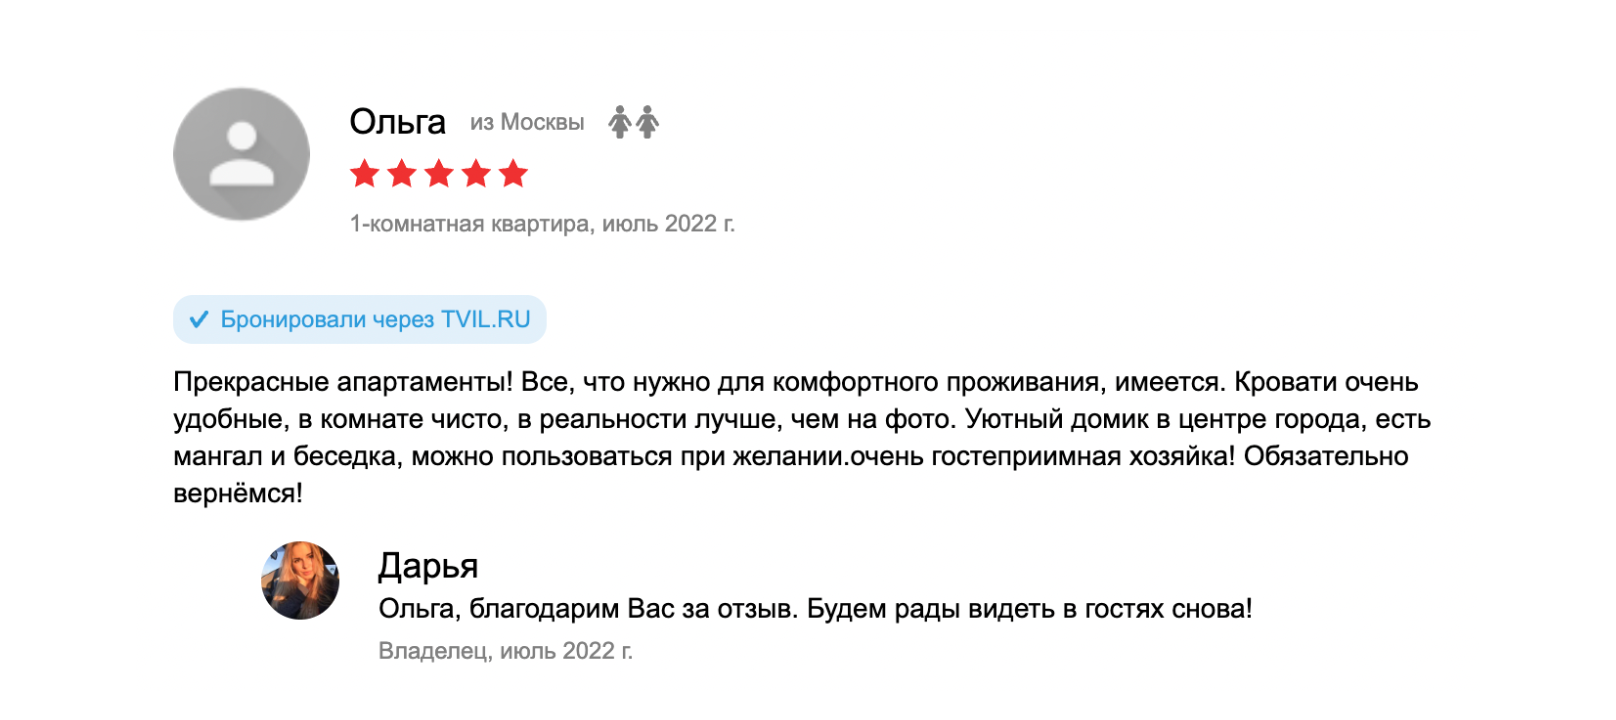 Ольга из Москвы
1-комнатная квартира, июль 2022 г.
Бронировали через TVIL.RU
Прекрасные апартаменты! Все, что нужно для комфортного проживания, имеется. Кровати очень
удобные, в комнате чисто, в реальности лучше, чем на фото. Уютный домик в центре города, есть
мангал и беседка, можно пользоваться при желании.очень гостеприимная хозяйка! Обязательно
вернёмся!
Дарья
Ольга, благодарим Вас за отзыв. Будем рады видеть в гостях снова!
Владелец, июль 2022 г.